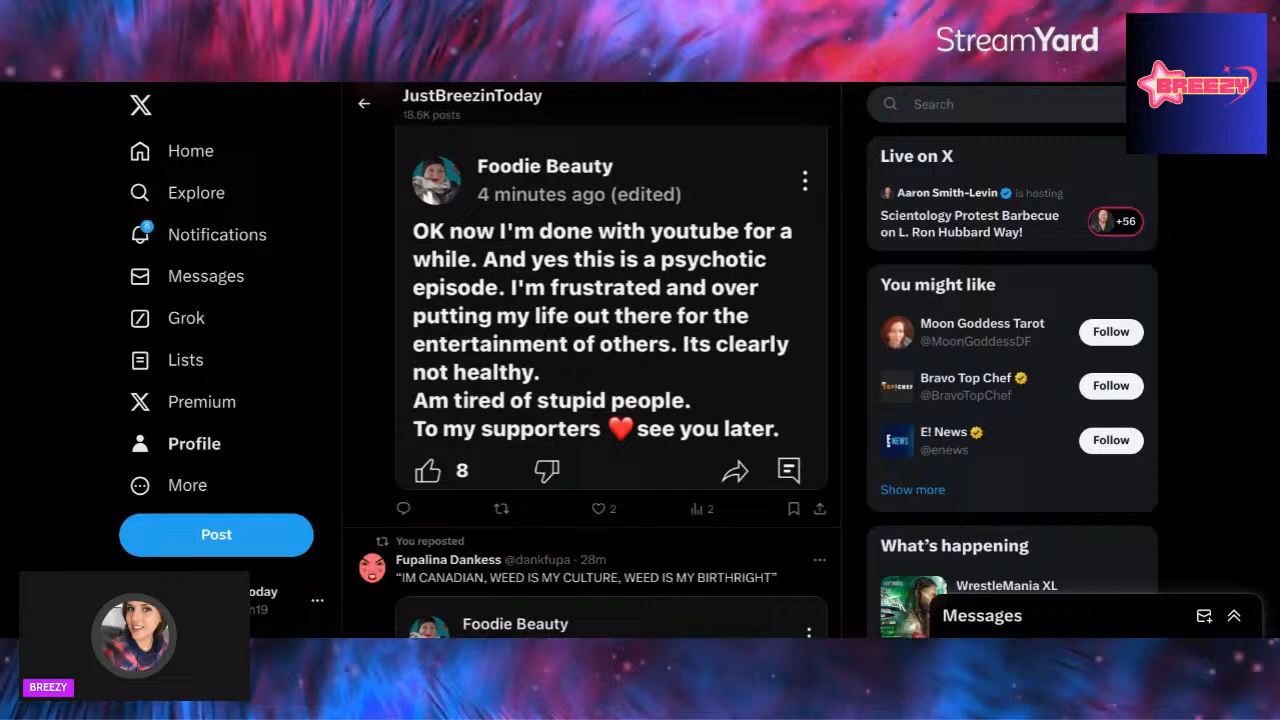 StreamYard
BREEZY
JustBreezinToday
18.6K posts
Search
Home
Explore
8
Notifications
Messages
Grok
Lists
Premium
Profile
More
Post
oday
n19
BREEZY
Foodie Beauty
4 minutes ago (edited)
OK now I'm done with youtube for a
while. And yes this is a psychotic
episode. I'm frustrated and over
putting my life out there for the
entertainment of others. Its clearly
not healthy.
Am tired of stupid people.
To my supporters ❤️see you later.
8
2
2
You reposted
Fupalina Dankess @dankfupa · 28m
“IM CANADIAN, WEED IS MY CULTURE, WEED IS MY BIRTHRIGHT”
Foodie Beauty
Live on X
Aaron Smith-Levin is hosting
Scientology Protest Barbecue
on L. Ron Hubbard Way!
+56
You might like
Moon Goddess Tarot
@MoonGoddessDF
Follow
TOP CHEF
Bravo Top Chef
@BravoTopChef
Follow
E NEWS
E! News
@enews
Follow
Show more
What’s happening
WrestleMania XL
Messages